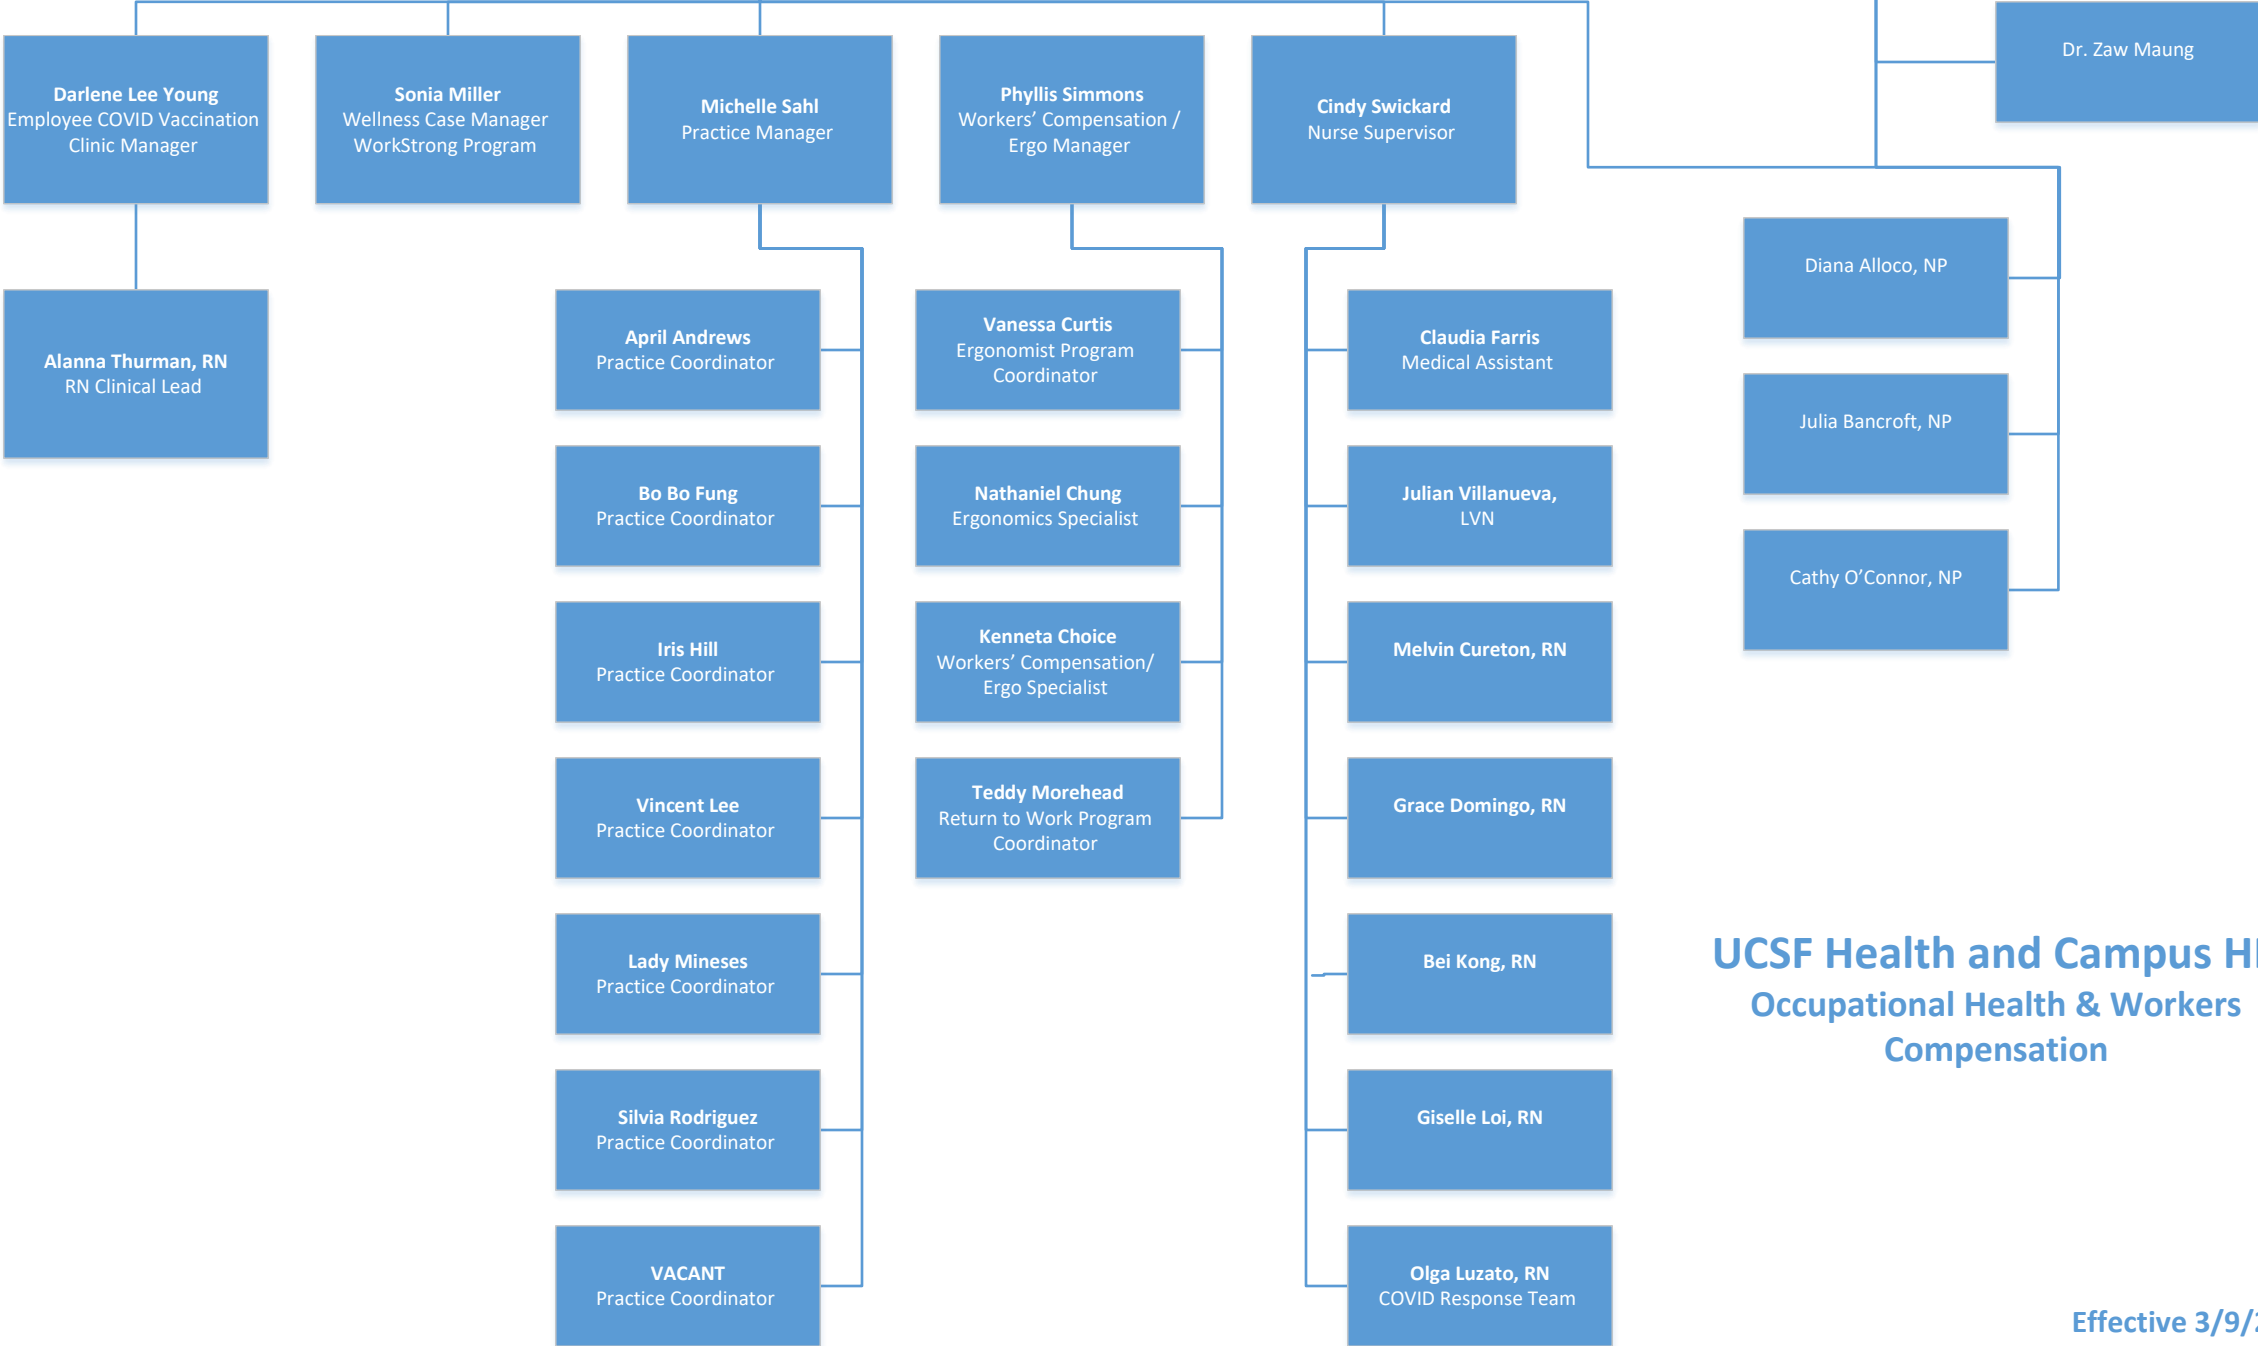 Dr. Zaw Maung
Darlene Lee Young
Employee COVID Vaccination
Clinic Manager
Sonia Miller
Wellness Case Manager
WorkStrong Program
Michelle Sahl
Practice Manager
Phyllis Simmons
Workers’ Compensation /
Ergo Manager
Cindy Swickard
Nurse Supervisor
Alanna Thurman, RN
RN Clinical Lead
April Andrews
Practice Coordinator
Bo Bo Fung
Practice Coordinator
Iris Hill
Practice Coordinator
Vincent Lee
Practice Coordinator
Lady Mineses
Practice Coordinator
Silvia Rodriguez
Practice Coordinator
VACANT
Practice Coordinator
Vanessa Curtis
Ergonomist Program
Coordinator
Nathaniel Chung
Ergonomics Specialist
Kenneta Choice
Workers’ Compensation/
Ergo Specialist
Teddy Morehead
Return to Work Program
Coordinator
Claudia Farris
Medical Assistant
Julian Villanueva,
LVN
Melvin Cureton, RN
Grace Domingo, RN
Bei Kong, RN
Giselle Loi, RN
Olga Luzato, RN
COVID Response Team
Diana Alloco, NP
Julia Bancroft, NP
Cathy O’Connor, NP
UCSF Health and Campus
Occupational Health & Workers
Compensation
Effective 3/9/